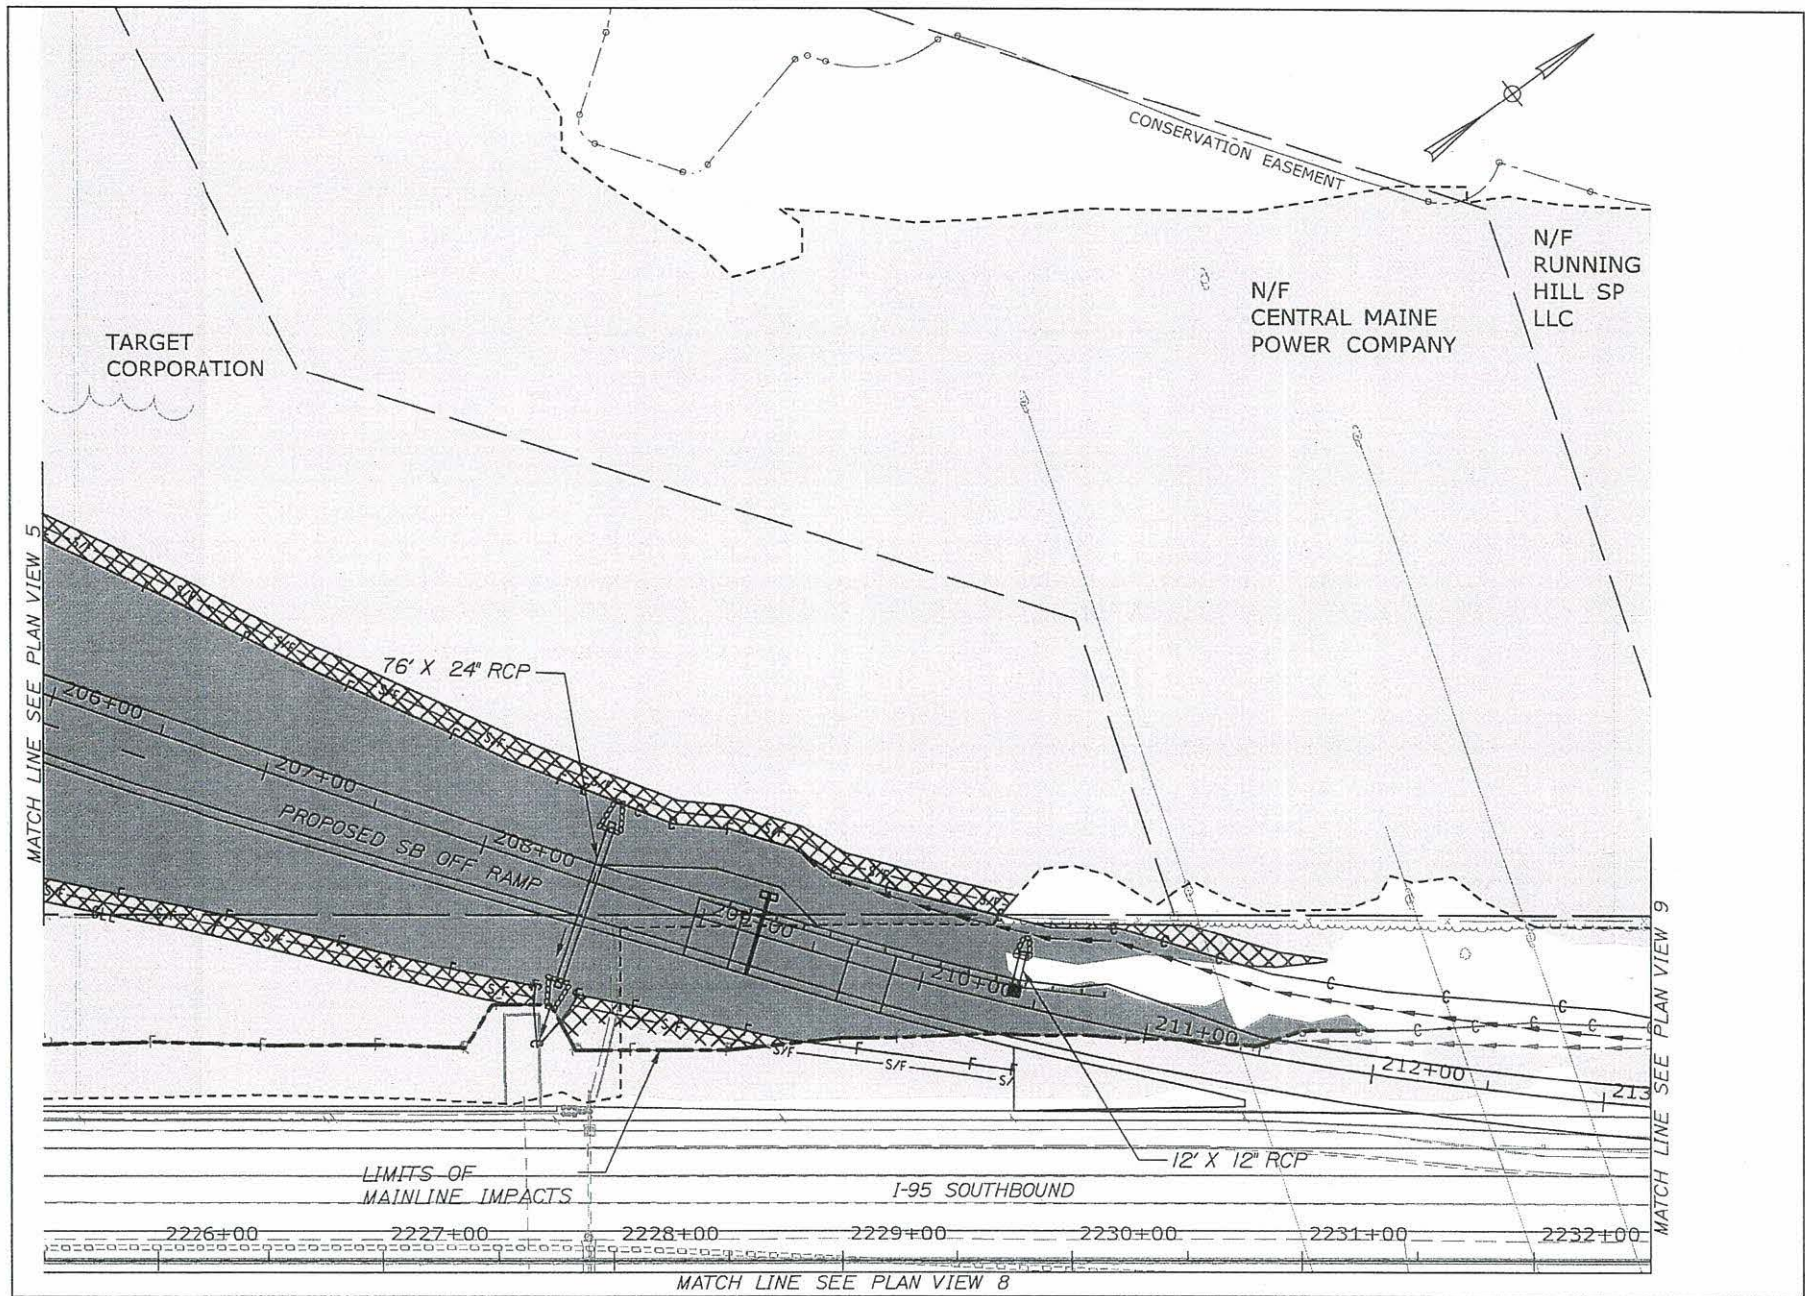 CONSERVATION EASEMENT
N/F
RUNNING
HILL SP
LLC
N/F
CENTRAL MAINE
POWER COMPANY
TARGET
CORPORATION
MATCH LINE SEE PLAN VIEW 5
76' X 24" RCP
206+00
207+00
208+00
209+00
210+00
211+00
212+00
213
PROPOSED SB OFF RAMP
12' X 12" RCP
LIMITS OF
MAINLINE IMPACTS
I-95 SOUTHBOUND
2226+00
2227+00
2228+00
2229+00
2230+00
2231+00
2232+00
MATCH LINE SEE PLAN VIEW 8
MATCH LINE SEE PLAN VIEW 9
S/F
S/F
S/F
F
F
C
C
C